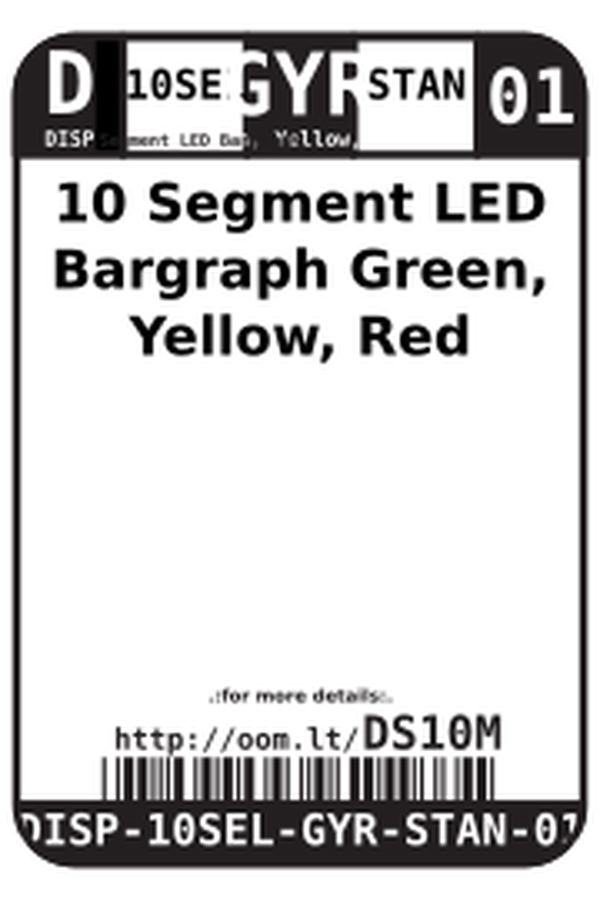 D 10SEL GYR STAN 01
DISP Segment LED Bar, Yellow,
10 Segment LED
Bargraph Green,
Yellow, Red
.:for more details:.
http://oom.lt/DS10M
DISP-10SEL-GYR-STAN-01